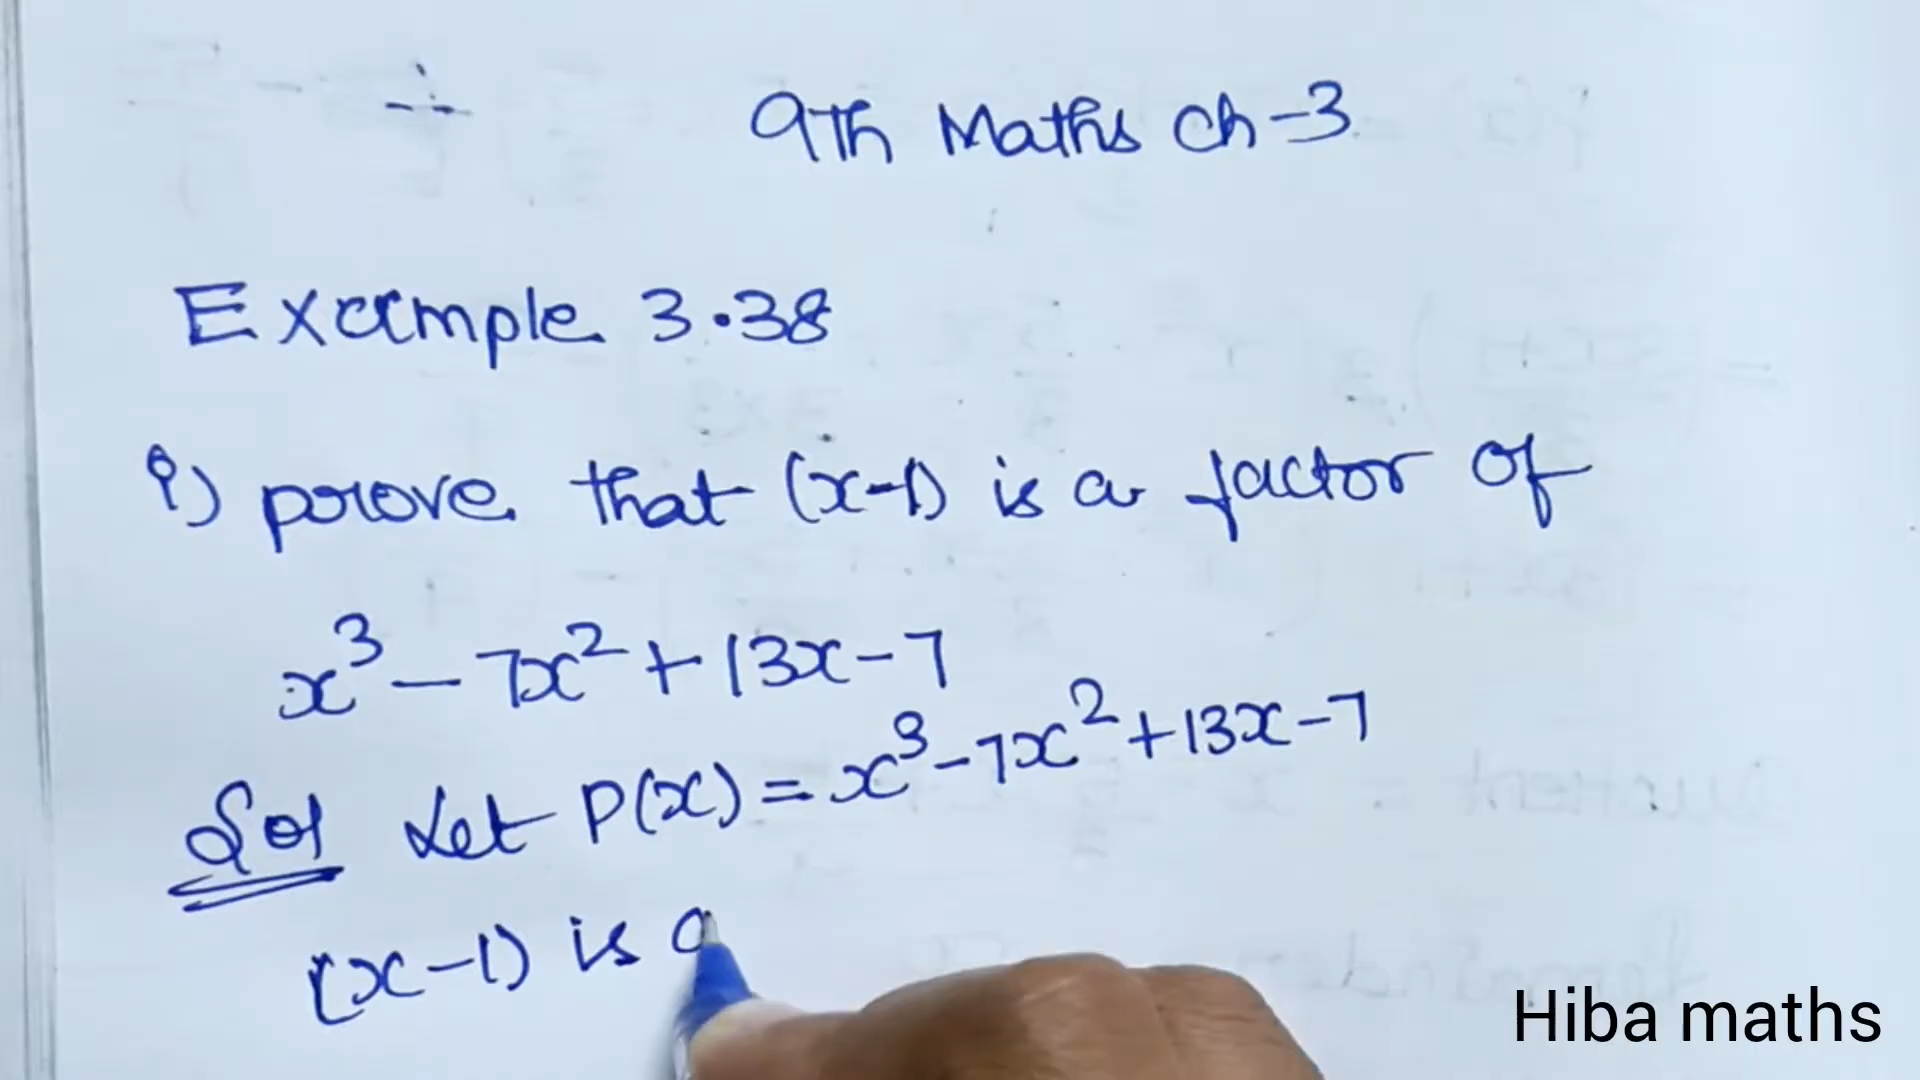 ÷ 9th Maths Ch-3
Example 3.38
i) prove that (x-1) is a factor of
x³ - 7x² + 13x - 7
Sol Let P(x) = x³ - 7x² + 13x - 7
(x-1) is a
Hiba maths